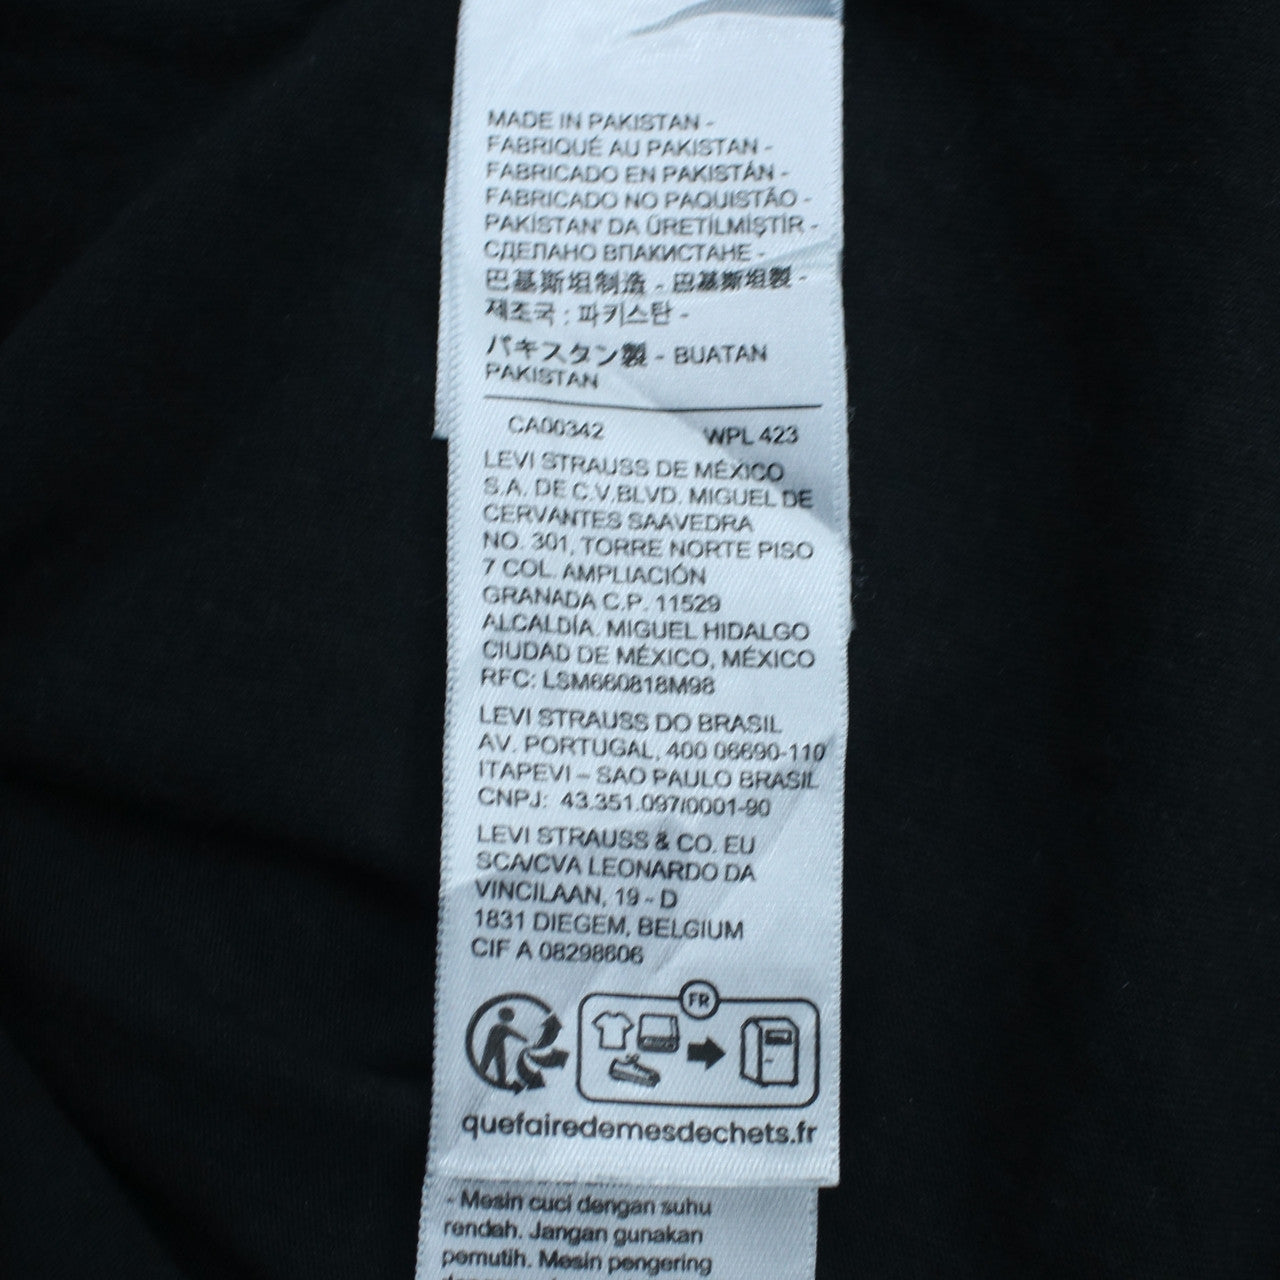 MADE IN PAKISTAN -
FABRIQUÉ AU PAKISTAN -
FABRICADO EN PAKISTÁN -
FABRICADO NO PAQUISTÃO -
PAKİSTAN' DA ÜRETİLMİŞTİR -
СДЕЛАНО ВПАКИСТАНЕ -
巴基斯坦制造 - 巴基斯坦製 -
제조국 : 파키스탄 -
パキスタン製 - BUATAN
PAKISTAN
CA00342 WPL 423
LEVI STRAUSS DE MÉXICO
S.A. DE C.V.BLVD. MIGUEL DE
CERVANTES SAAVEDRA
NO. 301, TORRE NORTE PISO
7 COL. AMPLIACIÓN
GRANADA C.P. 11529
ALCALDÍA. MIGUEL HIDALGO
CIUDAD DE MÉXICO, MÉXICO
RFC: LSM660818M98
LEVI STRAUSS DO BRASIL
AV. PORTUGAL, 400 06690-110
ITAPEVI – SAO PAULO BRASIL
CNPJ: 43.351.097/0001-90
LEVI STRAUSS & CO. EU
SCA/CVA LEONARDO DA
VINCILAAN, 19 - D
1831 DIEGEM, BELGIUM
CIF A 08298606
FR
quefairedemesdechets.fr
- Mesin cuci dengan suhu
rendah. Jangan gunakan
pemutih. Mesin pengering